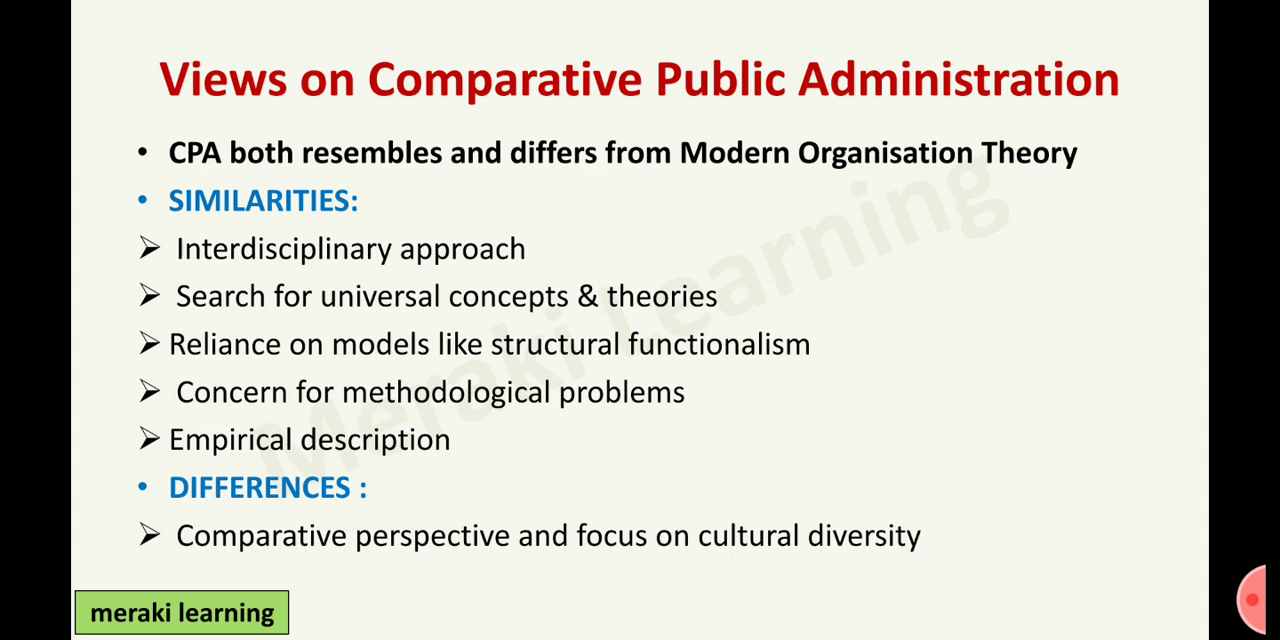 Views on Comparative Public Administration
• CPA both resembles and differs from Modern Organisation Theory
• SIMILARITIES:
➢ Interdisciplinary approach
➢ Search for universal concepts & theories
➢ Reliance on models like structural functionalism
➢ Concern for methodological problems
➢ Empirical description
• DIFFERENCES :
➢ Comparative perspective and focus on cultural diversity
Meraki Learning
meraki learning